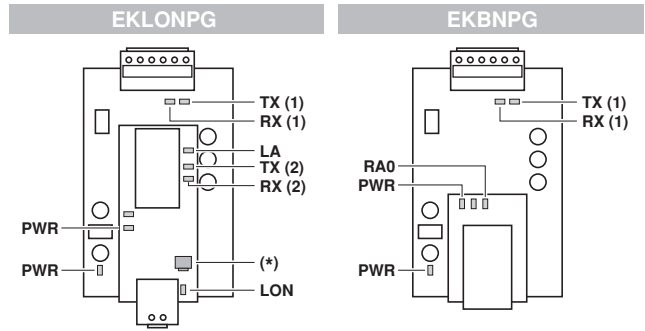 EKLONPG
TX (1)
RX (1)
LA
TX (2)
RX (2)
PWR
PWR
(*)
LON
EKBNPG
TX (1)
RX (1)
RA0
PWR
PWR